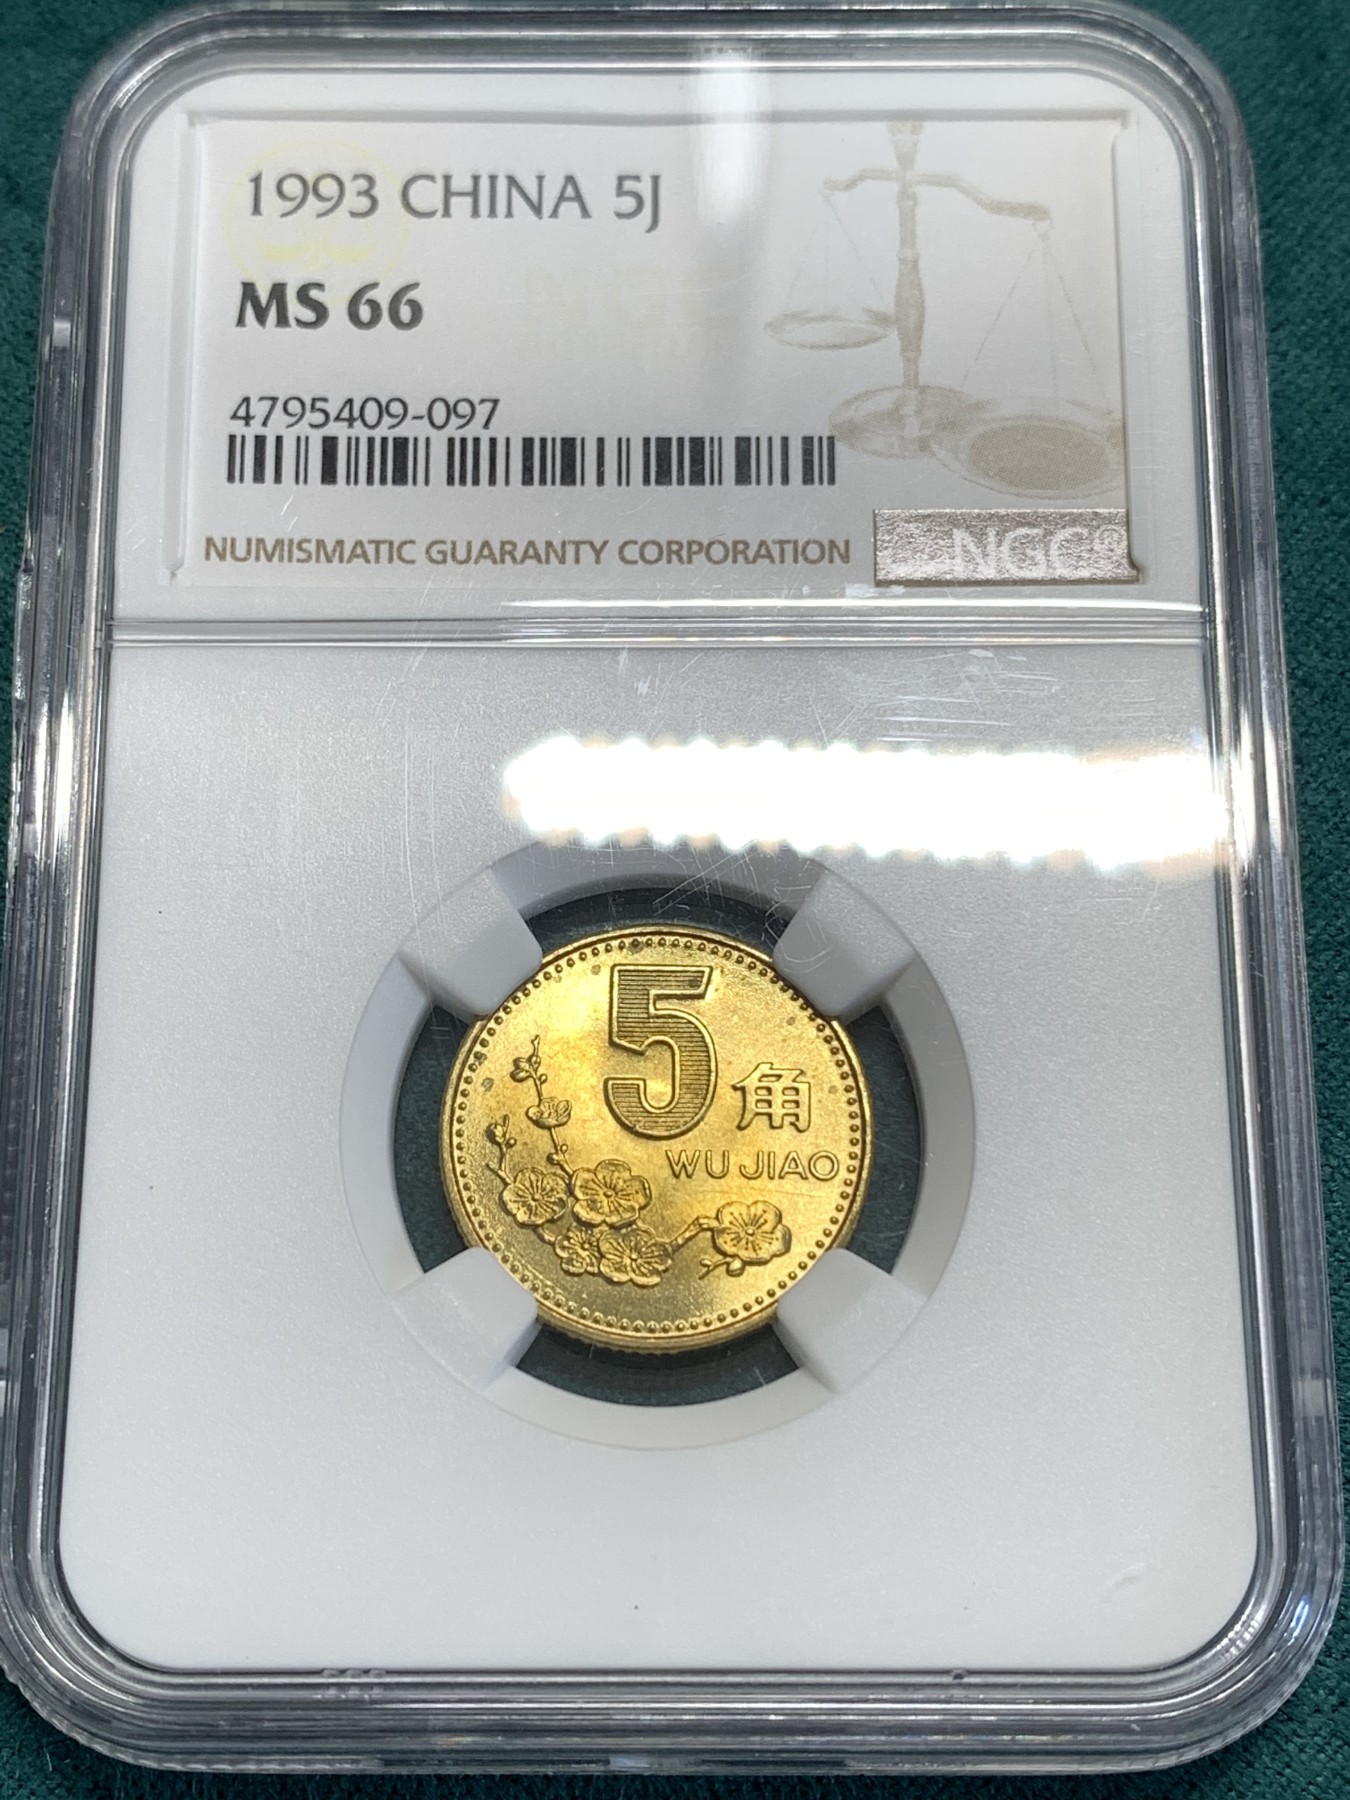 1993 CHINA 5J
MS 66
4795409-097
NUMISMATIC GUARANTY CORPORATION
NGC®
5角
WU JIAO